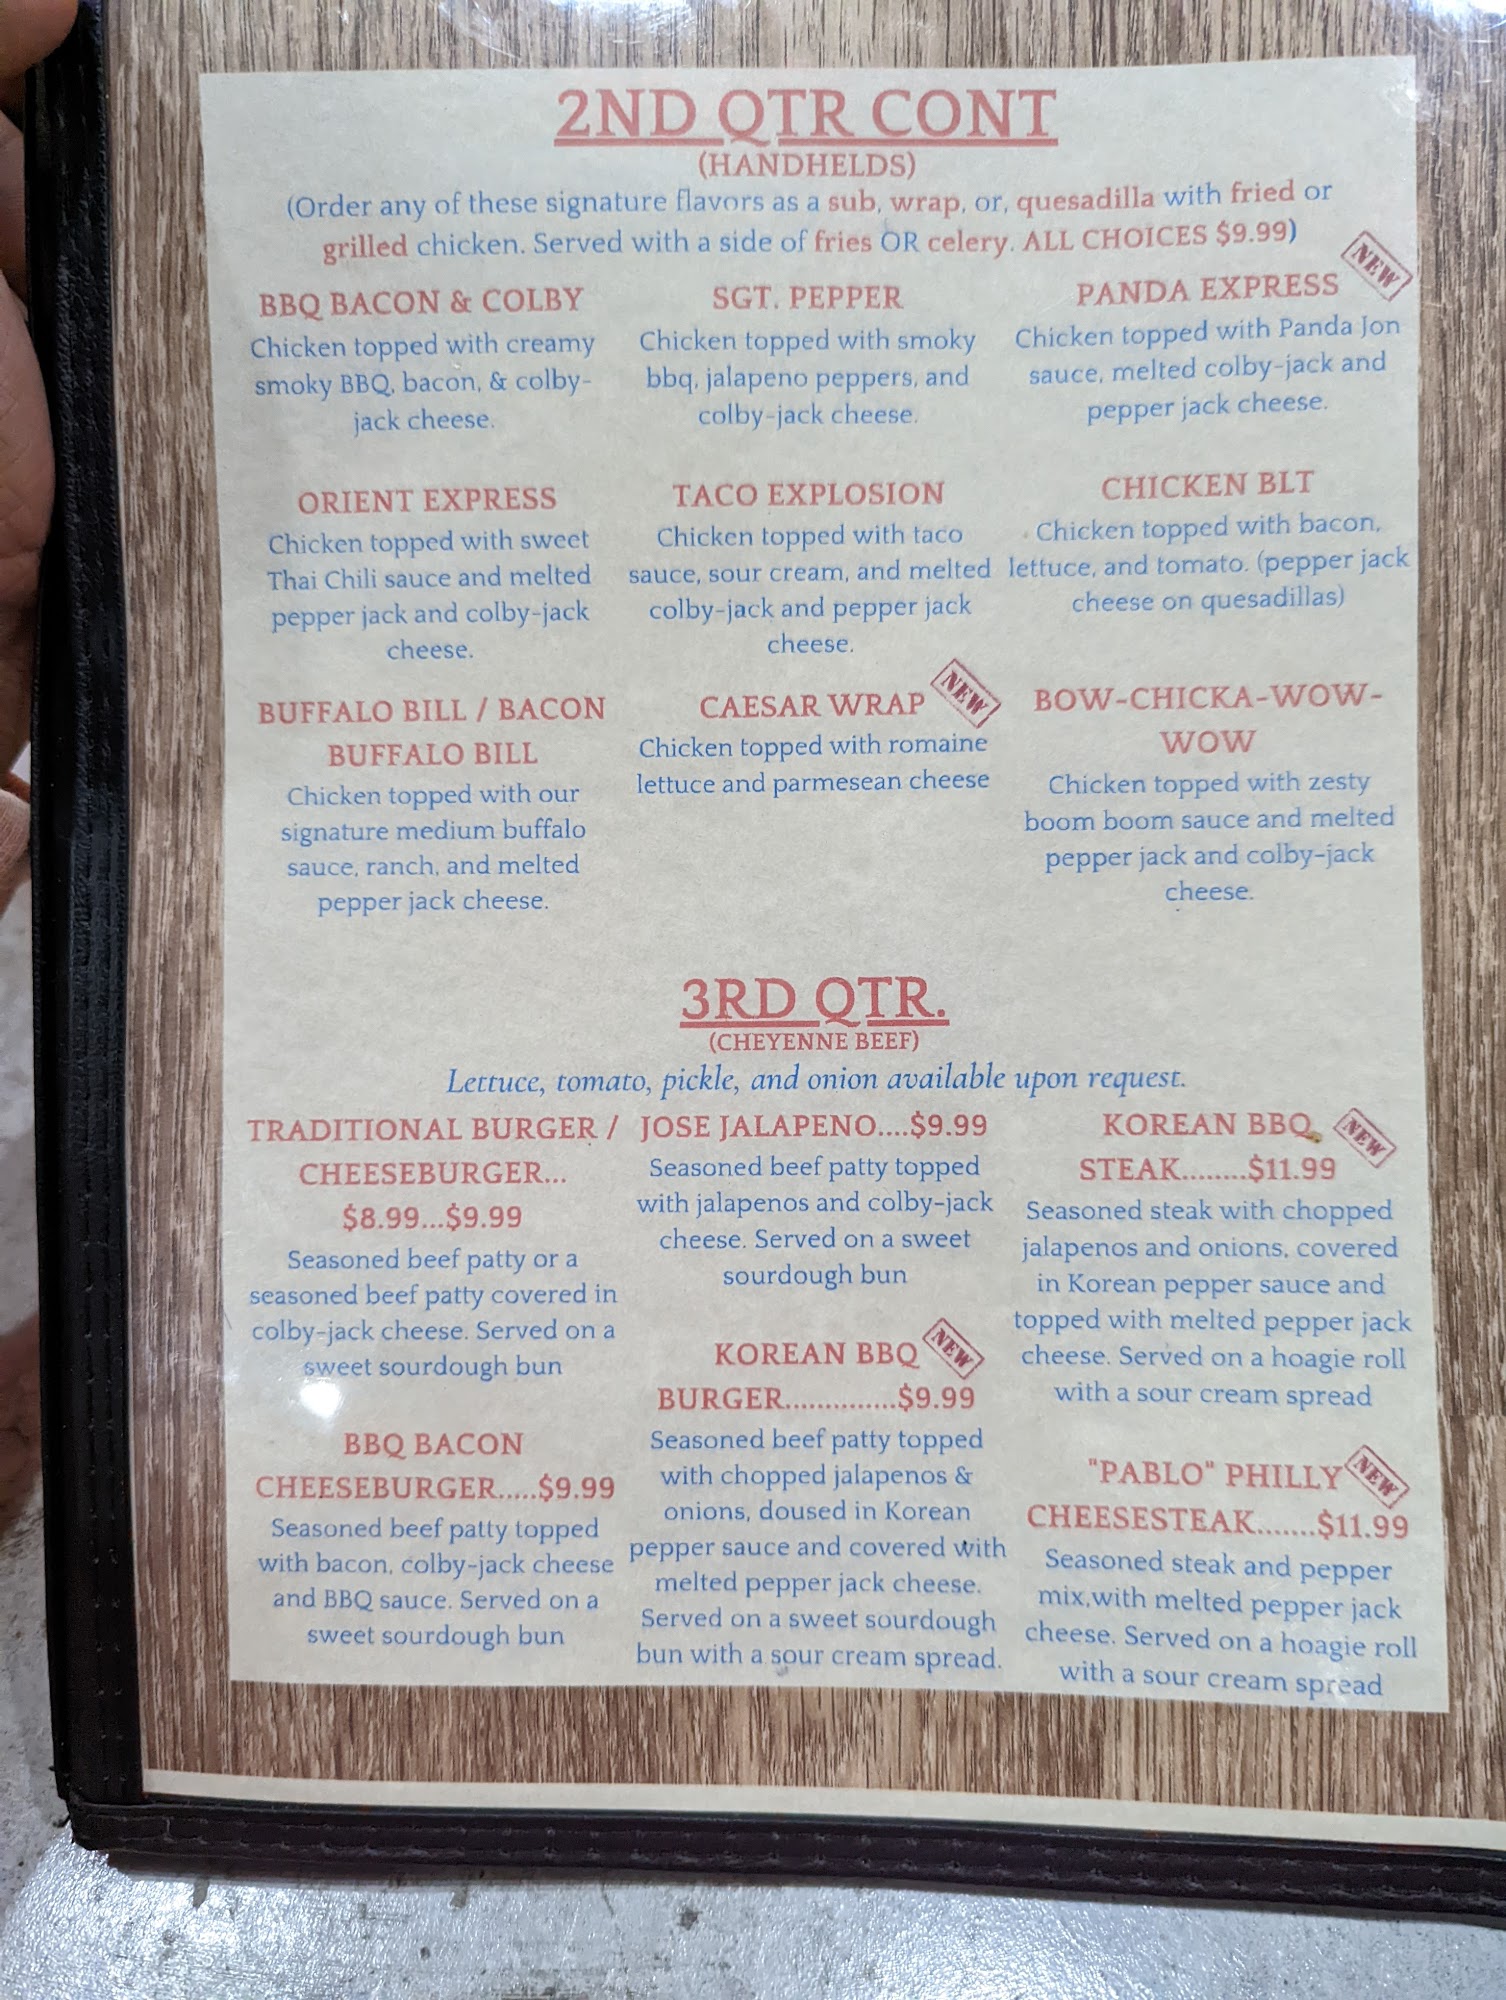 2ND QTR CONT
(HANDHELDS)
(Order any of these signature flavors as a sub, wrap, or, quesadilla with fried or
grilled chicken. Served with a side of fries OR celery. ALL CHOICES $9.99)
BBQ BACON & COLBY
Chicken topped with creamy
smoky BBQ, bacon, & colby-
jack cheese.
SGT. PEPPER
Chicken topped with smoky
bbq, jalapeno peppers, and
colby-jack cheese.
PANDA EXPRESS
NEW
Chicken topped with Panda Jon
sauce, melted colby-jack and
pepper jack cheese.
ORIENT EXPRESS
Chicken topped with sweet
Thai Chili sauce and melted
pepper jack and colby-jack
cheese.
TACO EXPLOSION
Chicken topped with taco
sauce, sour cream, and melted
colby-jack and pepper jack
cheese.
CHICKEN BLT
Chicken topped with bacon,
lettuce, and tomato. (pepper jack
cheese on quesadillas)
BUFFALO BILL / BACON
BUFFALO BILL
Chicken topped with our
signature medium buffalo
sauce, ranch, and melted
pepper jack cheese.
CAESAR WRAP
NEW
Chicken topped with romaine
lettuce and parmesean cheese
BOW-CHICKA-WOW-
WOW
Chicken topped with zesty
boom boom sauce and melted
pepper jack and colby-jack
cheese.
3RD QTR.
(CHEYENNE BEEF)
Lettuce, tomato, pickle, and onion available upon request.
TRADITIONAL BURGER /
CHEESEBURGER...
$8.99...$9.99
Seasoned beef patty or a
seasoned beef patty covered in
colby-jack cheese. Served on a
sweet sourdough bun
BBQ BACON
CHEESEBURGER.....$9.99
Seasoned beef patty topped
with bacon, colby-jack cheese
and BBQ sauce. Served on a
sweet sourdough bun
JOSE JALAPENO....$9.99
Seasoned beef patty topped
with jalapenos and colby-jack
cheese. Served on a sweet
sourdough bun
KOREAN BBQ
NEW
BURGER..............$9.99
Seasoned beef patty topped
with chopped jalapenos &
onions, doused in Korean
pepper sauce and covered with
melted pepper jack cheese.
Served on a sweet sourdough
bun with a sour cream spread.
KOREAN BBQ
NEW
STEAK........$11.99
Seasoned steak with chopped
jalapenos and onions, covered
in Korean pepper sauce and
topped with melted pepper jack
cheese. Served on a hoagie roll
with a sour cream spread
"PABLO" PHILLY
NEW
CHEESESTEAK.......$11.99
Seasoned steak and pepper
mix,with melted pepper jack
cheese. Served on a hoagie roll
with a sour cream spread